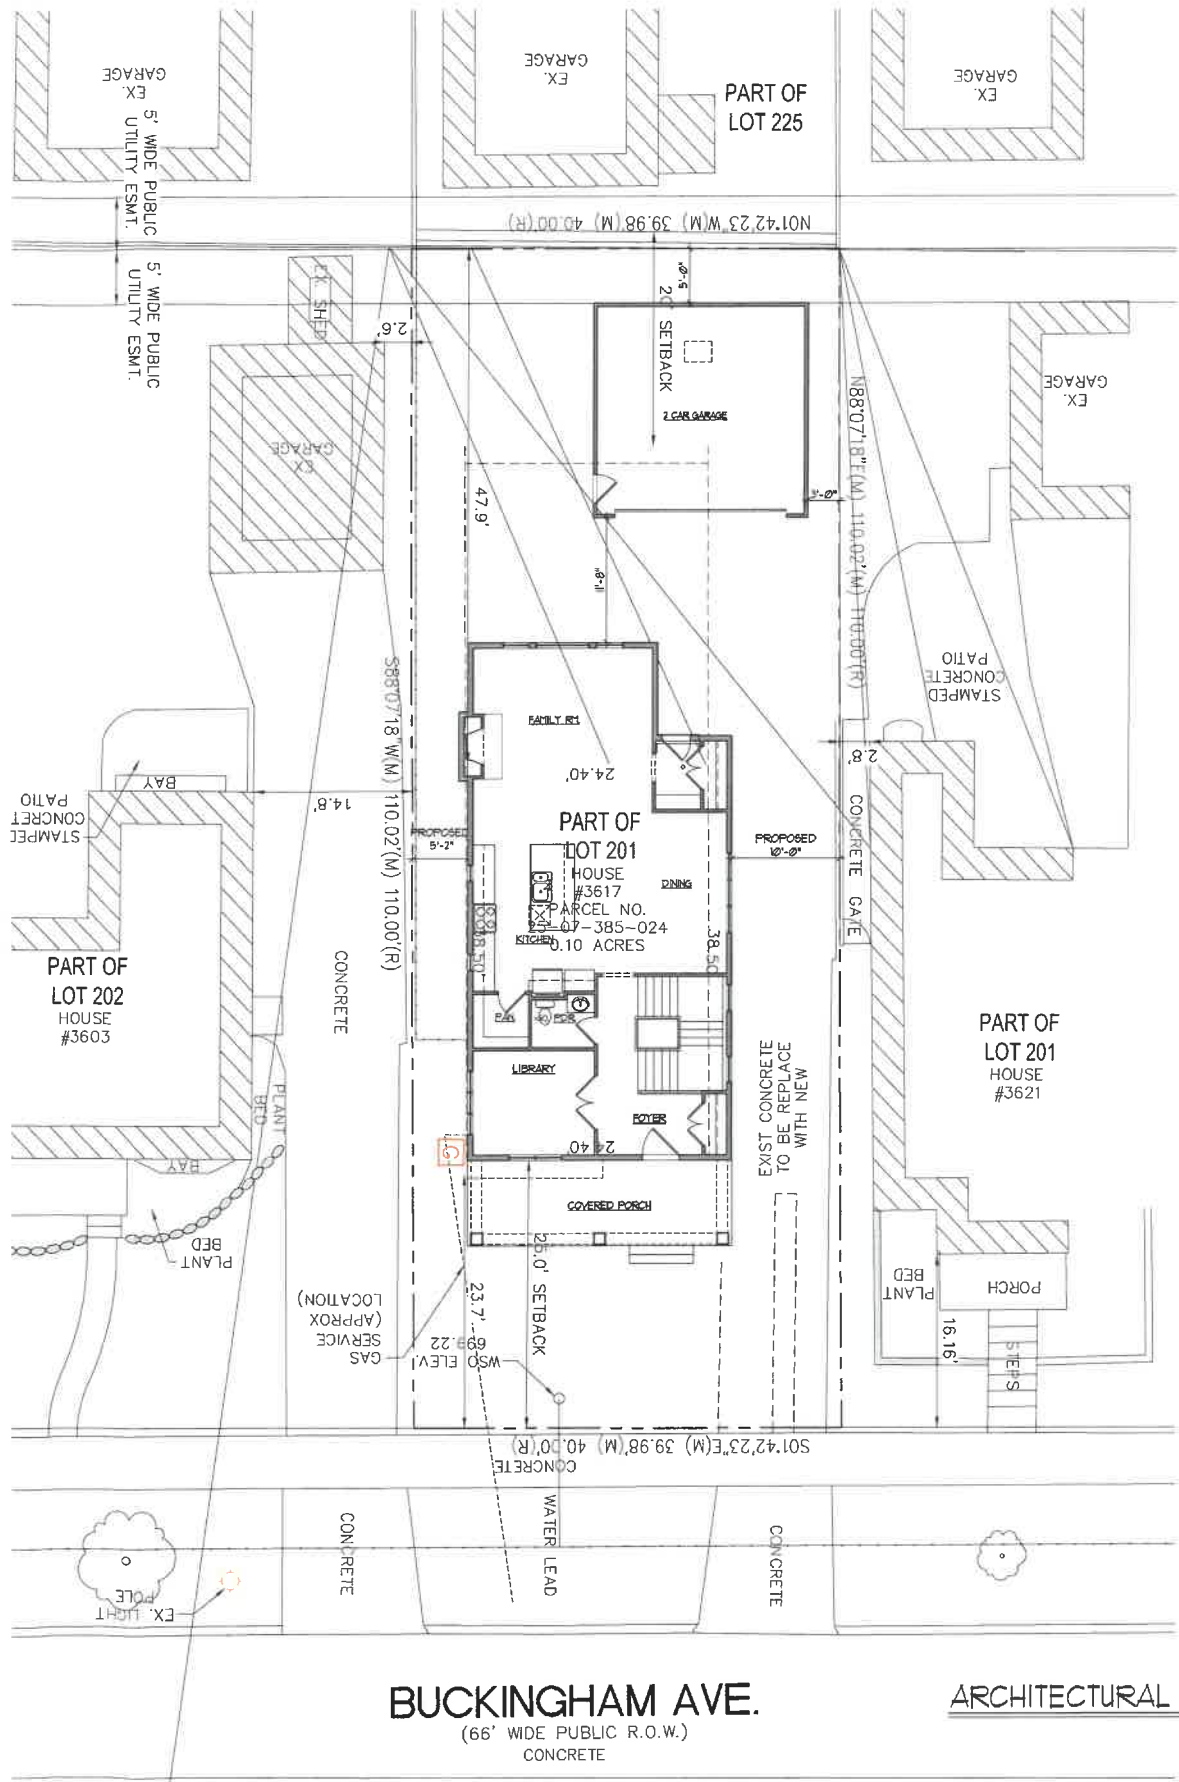 EX.
GARAGE
EX.
GARAGE
EX.
GARAGE
PART OF
LOT 225
5' WIDE PUBLIC
UTILITY ESMT.
5' WIDE PUBLIC
UTILITY ESMT.
N01°42'23"W(M) 39.98'(M) 40.00'(R)
5'-0"
20' SETBACK
EX. SHED
2.6'
EX.
GARAGE
2 CAR GARAGE
EX.
GARAGE
N88°07'18"E(M) 110.02'(M) 110.00'(R)
47.9'
11'-8"
STAMPED
CONCRETE
PATIO
S88°07'18"W(M) 110.02'(M) 110.00'(R)
FAMILY RM
24.40'
2.8'
BAY
STAMPED
CONCRET
PATIO
14.8'
PROPOSED
5'-2"
PART OF
LOT 201
HOUSE
#3617
PARCEL NO.
25-07-385-024
0.10 ACRES
PROPOSED
10'-0"
DINING
KITCHEN
38.50
38.50
CONCRETE GATE
PART OF
LOT 202
HOUSE
#3603
CONCRETE
PAN.
PDR
PART OF
LOT 201
HOUSE
#3621
LIBRARY
FOYER
24.40
EXIST CONCRETE
TO BE REPLACE
WITH NEW
PLANT
BED
BAY
PLANT
BED
G
COVERED PORCH
25.0' SETBACK
23.7'
GAS
SERVICE
(APPROX
LOCATION)
WSO ELEV.
699.22
PLANT
BED
PORCH
16.16'
STEPS
S01°42'23"E(M) 39.98'(M) 40.00'(R)
CONCRETE
CONCRETE
WATER LEAD
CONCRETE
EX. LIGHT
POLE
BUCKINGHAM AVE.
(66' WIDE PUBLIC R.O.W.)
CONCRETE
ARCHITECTURAL